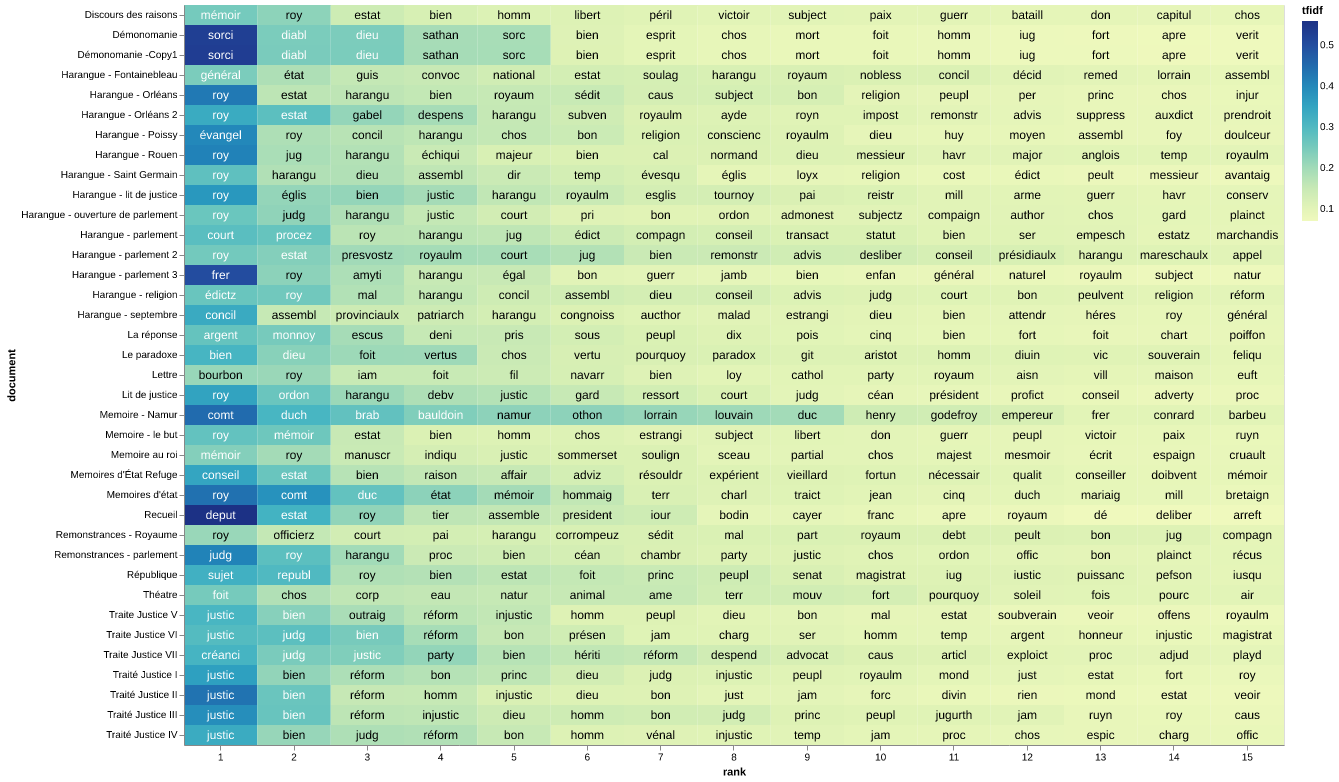 tfidf
Discours des raisons mémoir roy estat bien homm libert péril victoir subject paix guerr bataill don capitul chos
Démonomanie sorci diabl dieu sathan sorc bien esprit chos mort foit homm iug fort apre verit
0.5
Démonomanie -Copy1 sorci diabl dieu sathan sorc bien esprit chos mort foit homm iug fort apre verit
Harangue - Fontainebleau général état guis convoc national estat soulag harangu royaum nobless concil décid remed lorrain assembl
0.4
Harangue - Orléans roy estat harangu bien royaum sédit caus subject bon religion peupl per princ chos injur
Harangue - Orléans 2 roy estat gabel despens harangu subven royaulm ayde royn impost remonstr advis suppress auxdict prendroit
0.3
Harangue - Poissy évangel roy concil harangu chos bon religion conscienc royaulm dieu huy moyen assembl foy doulceur
Harangue - Rouen roy jug harangu échiqui majeur bien cal normand dieu messieur havr major anglois temp royaulm
0.2
Harangue - Saint Germain roy harangu dieu assembl dir temp évesqu églis loyx religion cost édict peult messieur avantaig
Harangue - lit de justice roy églis bien justic harangu royaulm esglis tournoy pai reistr mill arme guerr havr conserv
0.1
Harangue - ouverture de parlement roy judg harangu justic court pri bon ordon admonest subjectz compaign author chos gard plainct
Harangue - parlement court procez roy harangu jug édict compagn conseil transact statut bien ser empesch estatz marchandis
Harangue - parlement 2 roy estat presvostz royaulm court jug bien remonstr advis desliber conseil présidiaulx harangu mareschaulx appel
Harangue - parlement 3 frer roy amyti harangu égal bon guerr jamb bien enfan général naturel royaulm subject natur
Harangue - religion édictz roy mal harangu concil assembl dieu conseil advis judg court bon peulvent religion réform
Harangue - septembre concil assembl provinciaulx patriarch harangu congnoiss aucthor malad estrangi dieu bien attendr héres roy général
La réponse argent monnoy escus deni pris sous peupl dix pois cinq bien fort foit chart poiffon
Le paradoxe bien dieu foit vertus chos vertu pourquoy paradox git aristot homm diuin vic souverain feliqu
Lettre bourbon roy iam foit fil navarr bien loy cathol party royaum aisn vill maison euft
Lit de justice roy ordon harangu debv justic gard ressort court judg céan président profict conseil adverty proc
Memoire - Namur comt duch brab bauldoin namur othon lorrain louvain duc henry godefroy empereur frer conrard barbeu
Memoire - le but roy mémoir estat bien homm chos estrangi subject libert don guerr peupl victoir paix ruyn
Memoire au roi mémoir roy manuscr indiqu justic sommerset soulign sceau partial chos majest mesmoir écrit espaign cruault
Memoires d'État Refuge conseil estat bien raison affair adviz résouldr expérient vieillard fortun nécessair qualit conseiller doibvent mémoir
Memoires d'état roy comt duc état mémoir hommaig terr charl traict jean cinq duch mariaig mill bretaign
Recueil deput estat roy tier assemble president iour bodin cayer franc apre royaum dé deliber arreft
Remonstrances - Royaume roy officierz court pai harangu corrompeuz sédit mal part royaum debt peult bon jug compagn
Remonstrances - parlement judg roy harangu proc bien céan chambr party justic chos ordon offic bon plainct récus
République sujet republ roy bien estat foit princ peupl senat magistrat iug iustic puissanc pefson iusqu
Théatre foit chos corp eau natur animal ame terr mouv fort pourquoy soleil fois pourc air
Traite Justice V justic bien outraig réform injustic homm peupl dieu bon mal estat soubverain veoir offens royaulm
Traite Justice VI justic judg bien réform bon présen jam charg ser homm temp argent honneur injustic magistrat
Traite Justice VII créanci judg justic party bien hériti réform despend advocat caus articl exploict proc adjud playd
Traité Justice I justic bien réform bon princ dieu judg injustic peupl royaulm mond just estat fort roy
Traité Justice II justic bien réform homm injustic dieu bon just jam forc divin rien mond estat veoir
Traité Justice III justic bien réform injustic dieu homm bon judg princ peupl jugurth jam ruyn roy caus
Traité Justice IV justic bien judg réform bon homm vénal injustic temp jam proc chos espic charg offic
1 2 3 4 5 6 7 8 9 10 11 12 13 14 15
rank
document